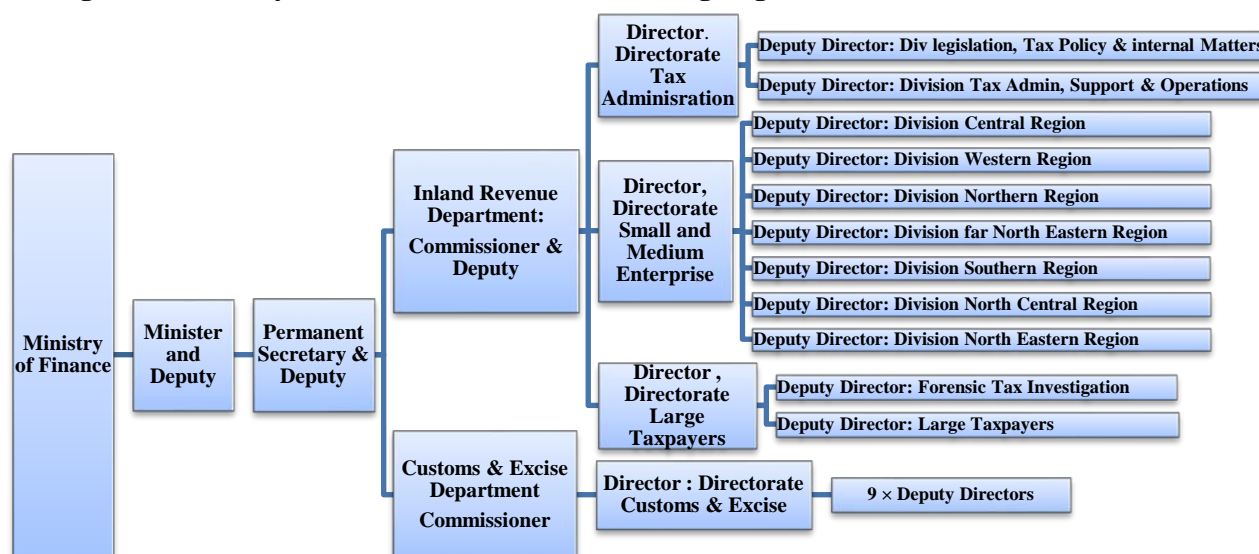 Ministry
of Finance
Minister
and
Deputy
Permanent
Secretary &
Deputy
Inland Revenue
Department:
Commissioner &
Deputy
Director.
Directorate
Tax
Adminisration
Deputy Director: Div legislation, Tax Policy & internal Matters
Deputy Director: Division Tax Admin, Support & Operations
Director,
Directorate
Small and
Medium
Enterprise
Deputy Director: Division Central Region
Deputy Director: Division Western Region
Deputy Director: Division Northern Region
Deputy Director: Division far North Eastern Region
Deputy Director: Division Southern Region
Deputy Director: Division North Central Region
Deputy Director: Division North Eastern Region
Director ,
Directorate
Large
Taxpayers
Deputy Director: Forensic Tax Investigation
Deputy Director: Large Taxpayers
Customs & Excise
Department
Commissioner
Director : Directorate
Customs & Excise
9 × Deputy Directors